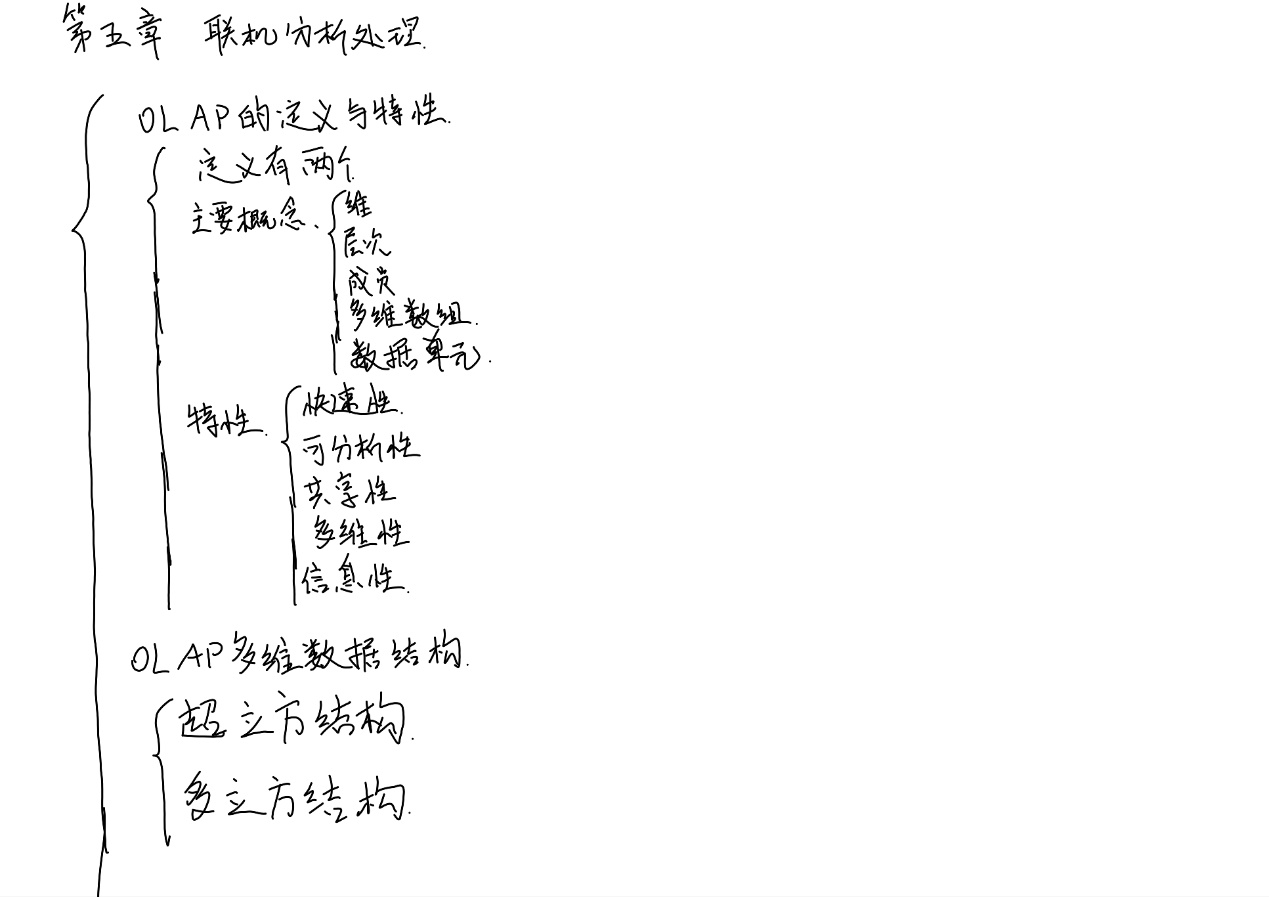 第五章 联机分析处理.
OLAP的定义与特性.
定义有两个.
主要概念、
维
层次
成员
多维数组.
数据单元.
特性.
快速性.
可分析性
共享性
多维性
信息性.
OLAP多维数据结构.
超立方结构.
多立方结构.